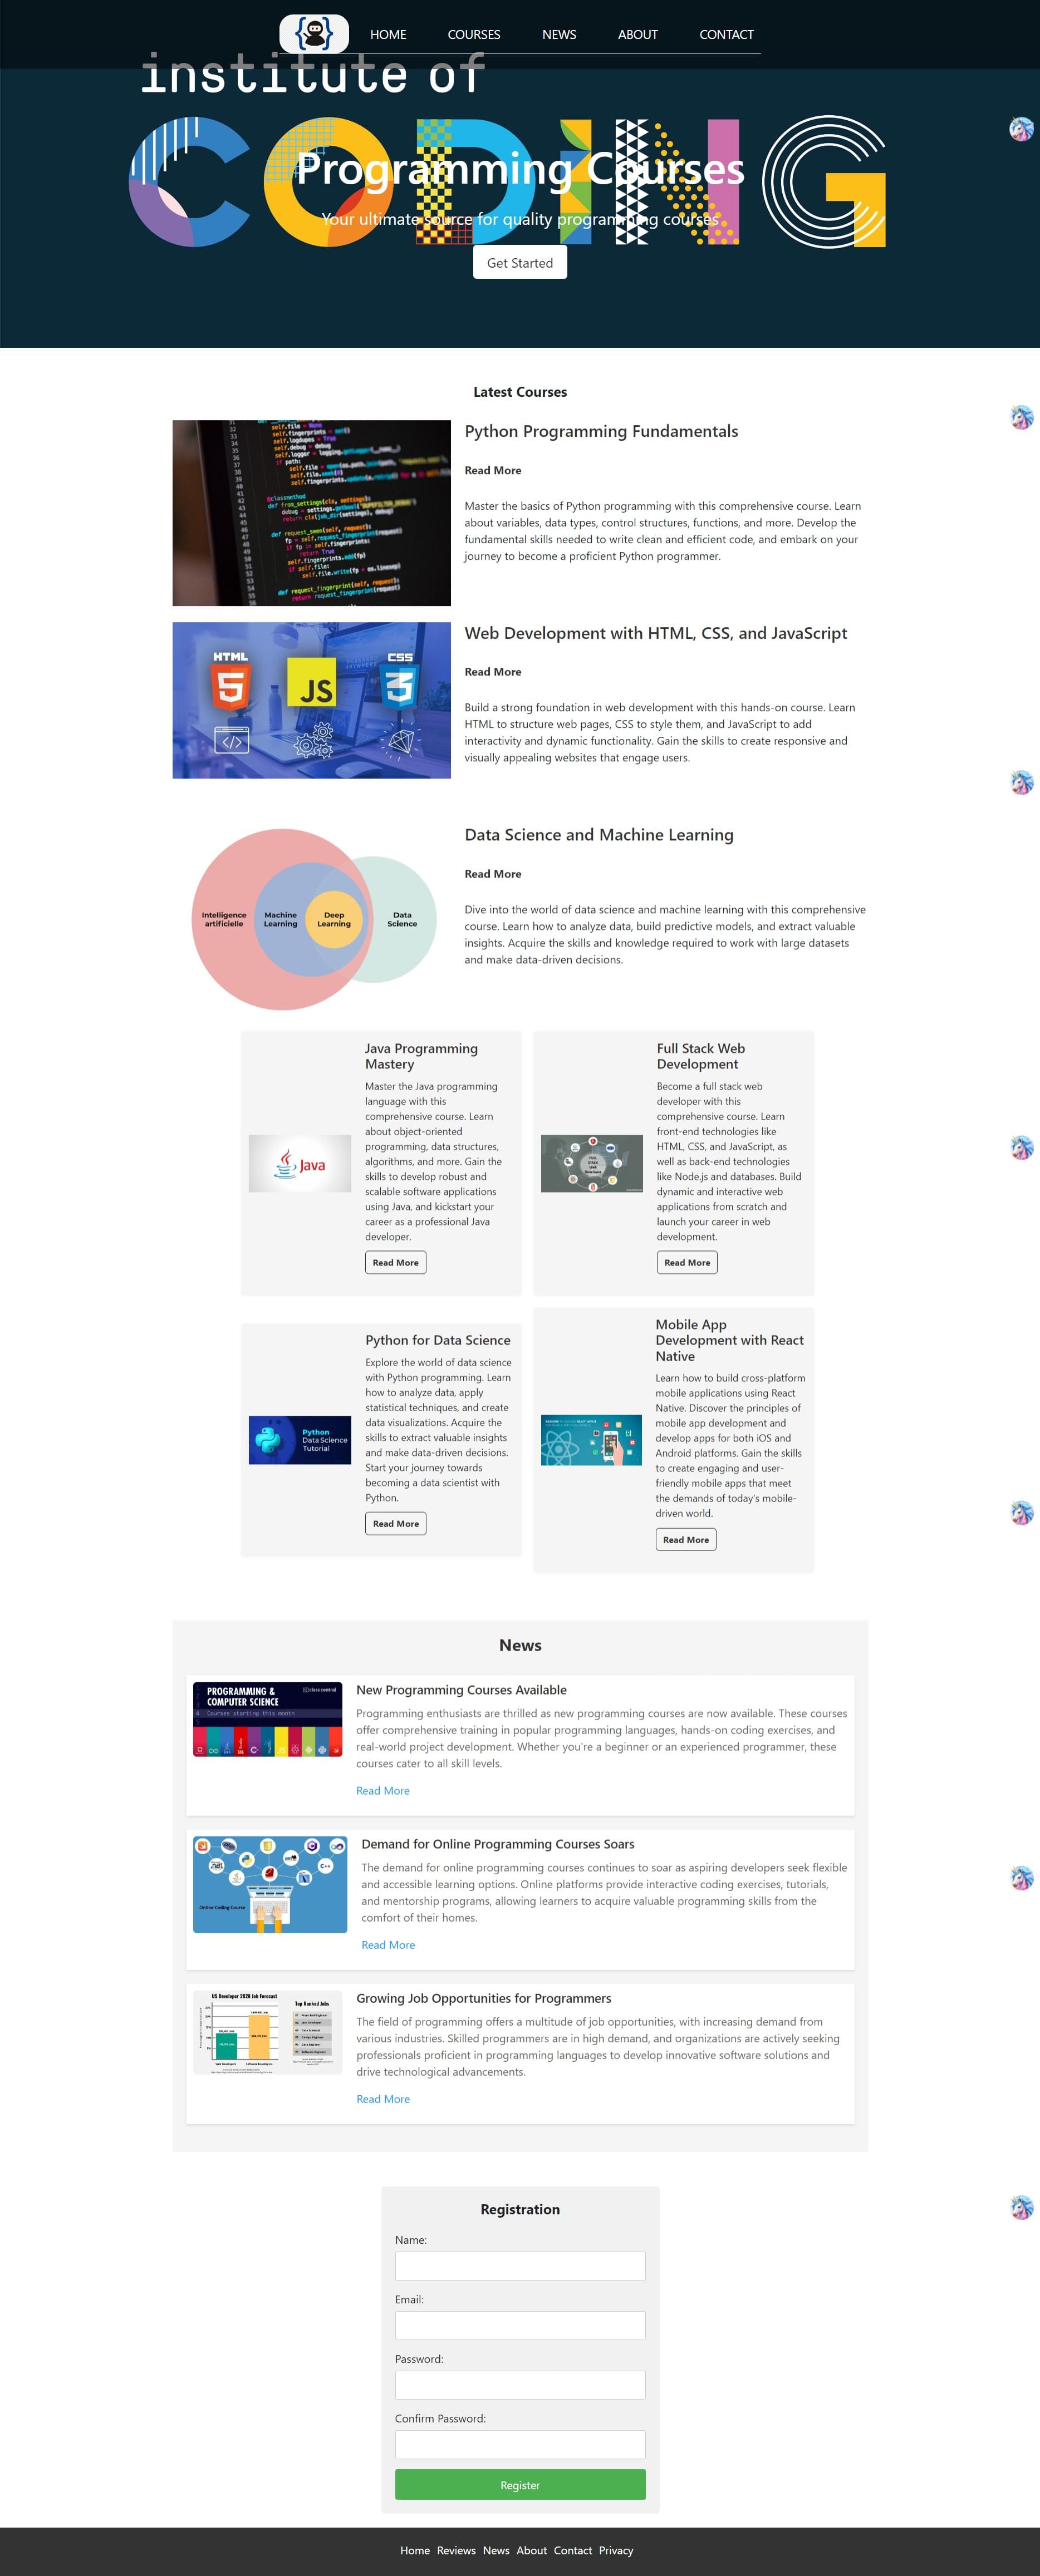 HOME COURSES NEWS ABOUT CONTACT
institute of
CODING
Programming Courses
Your ultimate source for quality programming courses
Get Started
Latest Courses
Python Programming Fundamentals
Read More
Master the basics of Python programming with this comprehensive course. Learn
about variables, data types, control structures, functions, and more. Develop the
fundamental skills needed to write clean and efficient code, and embark on your
journey to become a proficient Python programmer.
HTML
5
JS
CSS
3
Web Development with HTML, CSS, and JavaScript
Read More
Build a strong foundation in web development with this hands-on course. Learn
HTML to structure web pages, CSS to style them, and JavaScript to add
interactivity and dynamic functionality. Gain the skills to create responsive and
visually appealing websites that engage users.
Intelligence
artificielle
Machine
Learning
Deep
Learning
Data
Science
Data Science and Machine Learning
Read More
Dive into the world of data science and machine learning with this comprehensive
course. Learn how to analyze data, build predictive models, and extract valuable
insights. Acquire the skills and knowledge required to work with large datasets
and make data-driven decisions.
Java
Java Programming
Mastery
Master the Java programming
language with this
comprehensive course. Learn
about object-oriented
programming, data structures,
algorithms, and more. Gain the
skills to develop robust and
scalable software applications
using Java, and kickstart your
career as a professional Java
developer.
Read More
Full Stack Web
Development
Become a full stack web
developer with this
comprehensive course. Learn
front-end technologies like
HTML, CSS, and JavaScript, as
well as back-end technologies
like Node.js and databases. Build
dynamic and interactive web
applications from scratch and
launch your career in web
development.
Read More
Python
Data Science
Tutorial
Python for Data Science
Explore the world of data science
with Python programming. Learn
how to analyze data, apply
statistical techniques, and create
data visualizations. Acquire the
skills to extract valuable insights
and make data-driven decisions.
Start your journey towards
becoming a data scientist with
Python.
Read More
Mobile App
Development with React
Native
Learn how to build cross-platform
mobile applications using React
Native. Discover the principles of
mobile app development and
develop apps for both iOS and
Android platforms. Gain the skills
to create engaging and user-
friendly mobile apps that meet
the demands of today's mobile-
driven world.
Read More
News
PROGRAMMING &
COMPUTER SCIENCE
class central
Courses starting this month
New Programming Courses Available
Programming enthusiasts are thrilled as new programming courses are now available. These courses
offer comprehensive training in popular programming languages, hands-on coding exercises, and
real-world project development. Whether you're a beginner or an experienced programmer, these
courses cater to all skill levels.
Read More
Online Coding Course
Demand for Online Programming Courses Soars
The demand for online programming courses continues to soar as aspiring developers seek flexible
and accessible learning options. Online platforms provide interactive coding exercises, tutorials,
and mentorship programs, allowing learners to acquire valuable programming skills from the
comfort of their homes.
Read More
US Developer 2028 Job Forecast
Top Ranked Jobs
Growing Job Opportunities for Programmers
The field of programming offers a multitude of job opportunities, with increasing demand from
various industries. Skilled programmers are in high demand, and organizations are actively seeking
professionals proficient in programming languages to develop innovative software solutions and
drive technological advancements.
Read More
Registration
Name:
Email:
Password:
Confirm Password:
Register
Home Reviews News About Contact Privacy